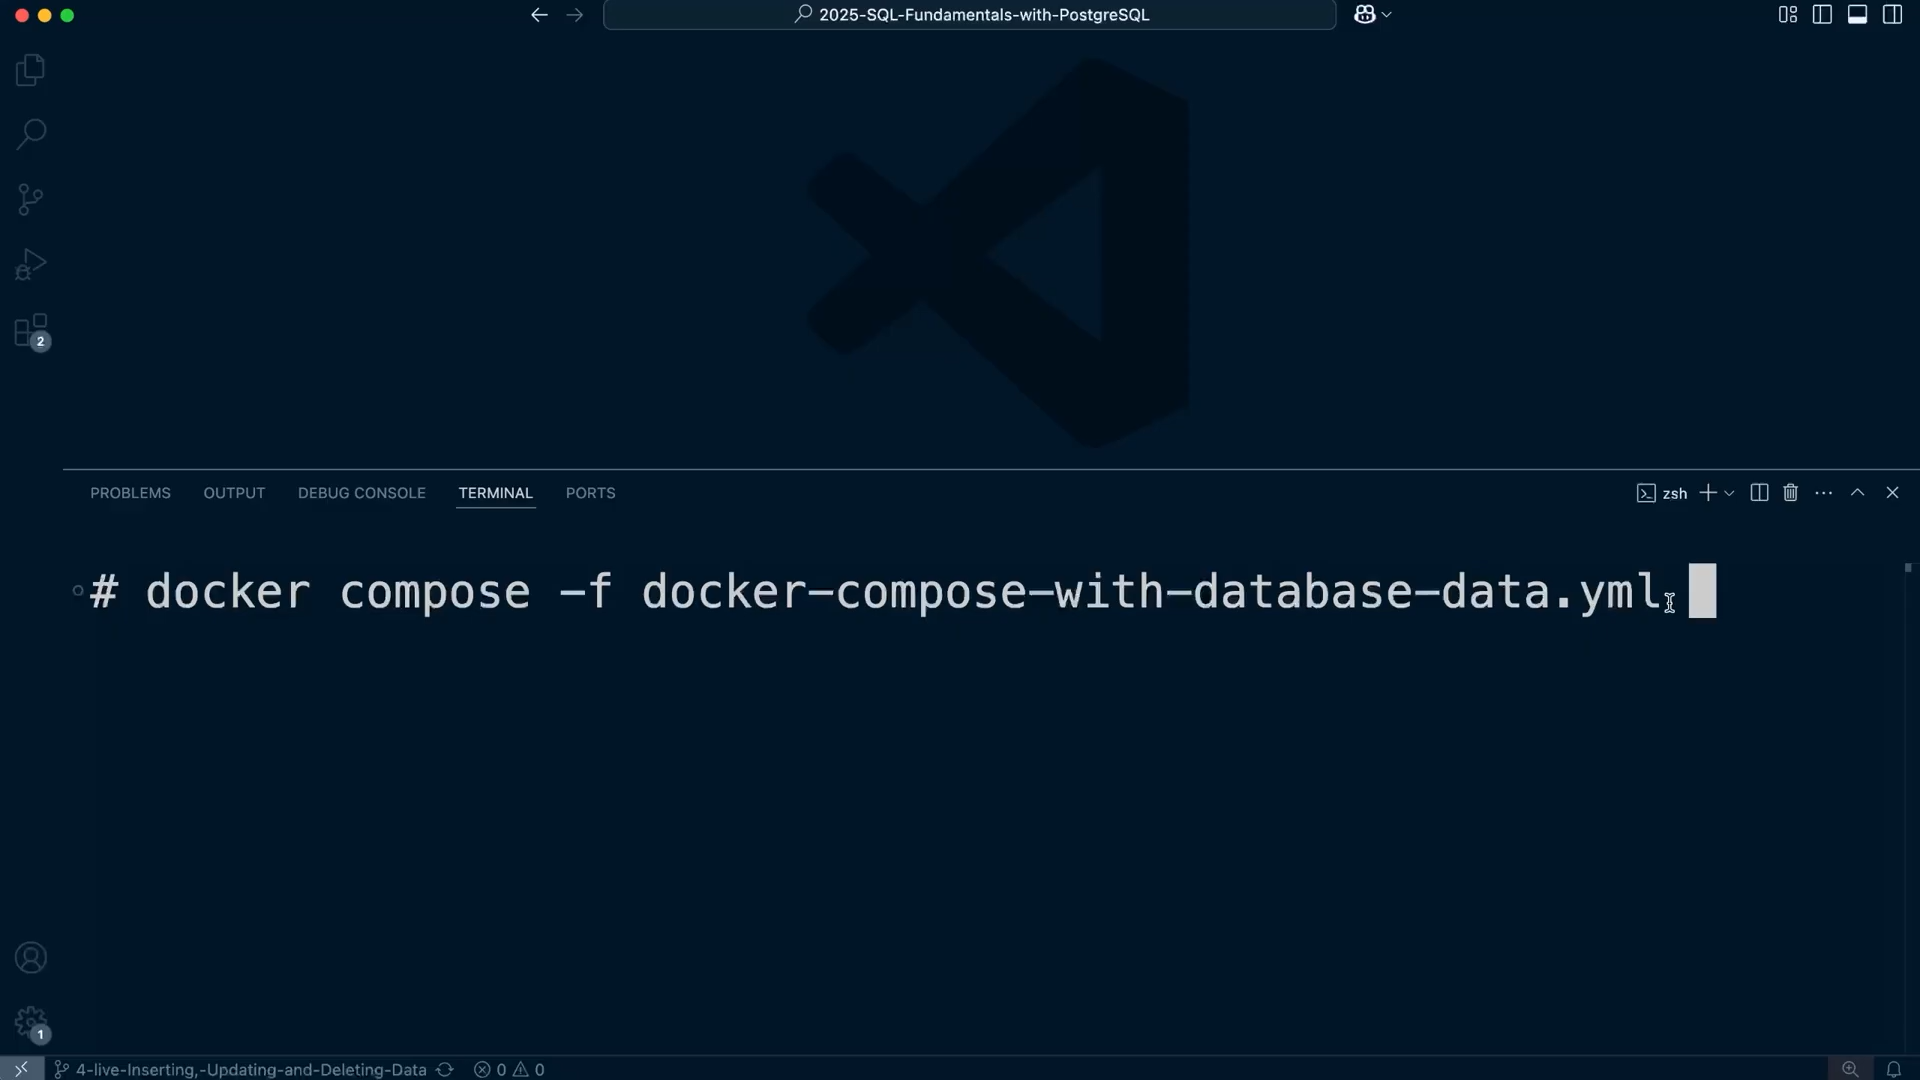 2025-SQL-Fundamentals-with-PostgreSQL
2
PROBLEMS OUTPUT DEBUG CONSOLE TERMINAL PORTS zsh
# docker compose -f docker-compose-with-database-data.yml
1
4-live-Inserting,-Updating-and-Deleting-Data 0 0